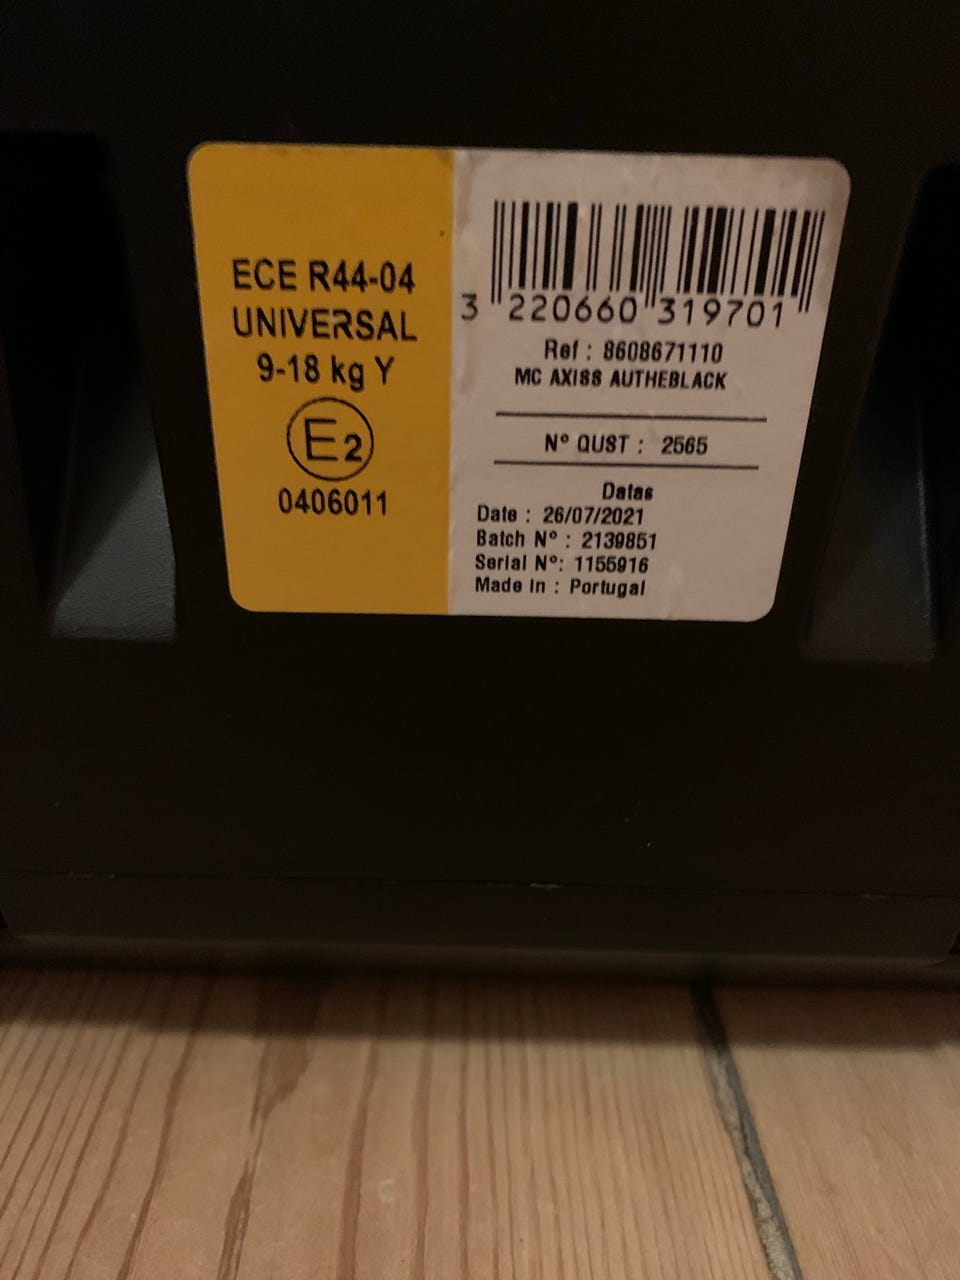 ECE R44-04
UNIVERSAL
9-18 kg Y
E2
0406011
3 220660 319701
Ref : 8608671110
MC AXISS AUTHEBLACK
N° QUST : 2565
Datas
Date : 26/07/2021
Batch N° : 2139851
Serial N°: 1155916
Made in : Portugal